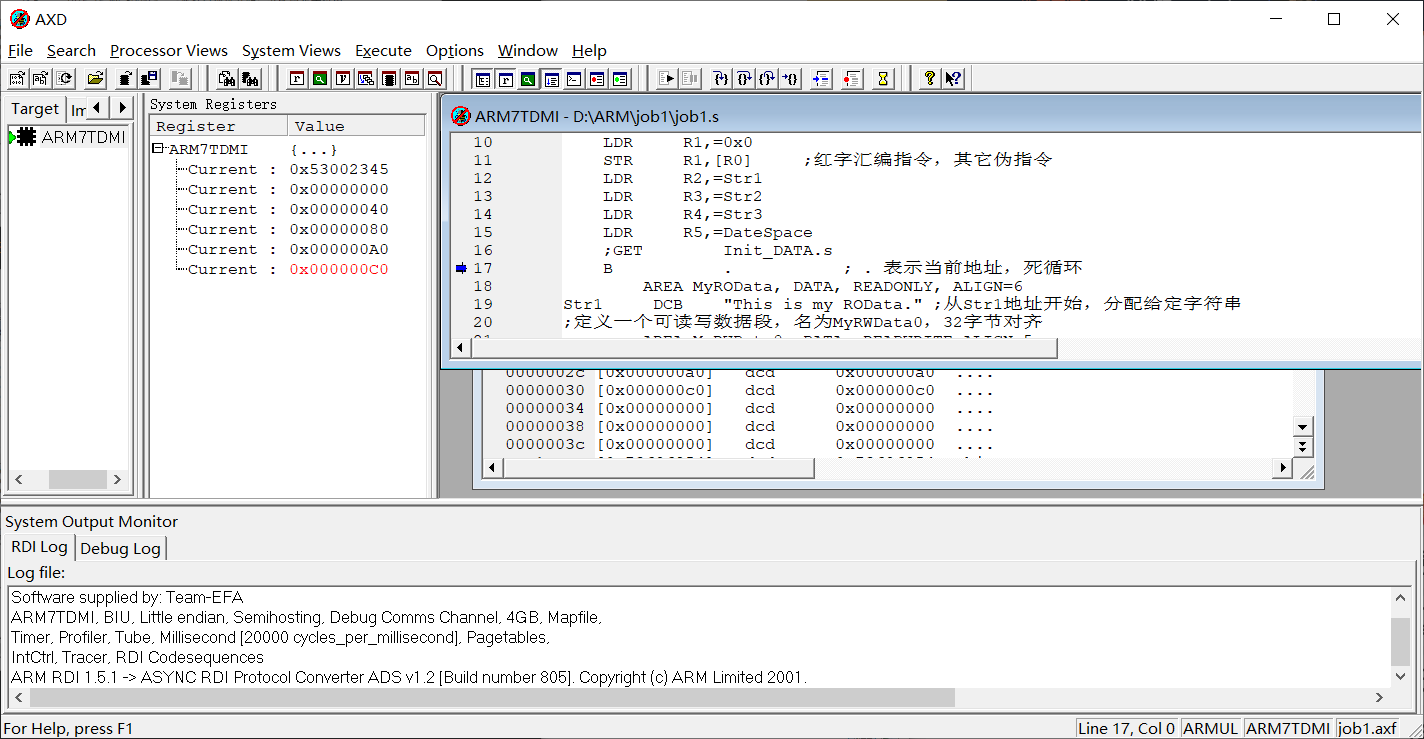 AXD
File Search Processor Views System Views Execute Options Window Help
Target
System Registers
Register Value
ARM7TDMI
ARM7TDMI {...}
Current : 0x53002345
Current : 0x00000000
Current : 0x00000040
Current : 0x00000080
Current : 0x000000A0
Current : 0x000000C0
ARM7TDMI - D:\ARM\job1\job1.s
10 LDR R1,=0x0
11 STR R1,[R0] ;红字汇编指令，其它伪指令
12 LDR R2,=Str1
13 LDR R3,=Str2
14 LDR R4,=Str3
15 LDR R5,=DateSpace
16 ;GET Init_DATA.s
17 B . ; . 表示当前地址，死循环
18 AREA MyROData, DATA, READONLY, ALIGN=6
19 Str1 DCB "This is my ROData." ;从Str1地址开始，分配给定字符串
20 ;定义一个可读写数据段，名为MyRWData0，32字节对齐
0000002c [0x000000a0] dcd 0x000000a0 ....
00000030 [0x000000c0] dcd 0x000000c0 ....
00000034 [0x00000000] dcd 0x00000000 ....
00000038 [0x00000000] dcd 0x00000000 ....
0000003c [0x00000000] dcd 0x00000000 ....
System Output Monitor
RDI Log Debug Log
Log file:
Software supplied by: Team-EFA
ARM7TDMI, BIU, Little endian, Semihosting, Debug Comms Channel, 4GB, Mapfile,
Timer, Profiler, Tube, Millisecond [20000 cycles_per_millisecond], Pagetables,
IntCtrl, Tracer, RDI Codesequences
ARM RDI 1.5.1 -> ASYNC RDI Protocol Converter ADS v1.2 [Build number 805]. Copyright (c) ARM Limited 2001.
For Help, press F1
Line 17, Col 0 ARMUL ARM7TDMI job1.axf